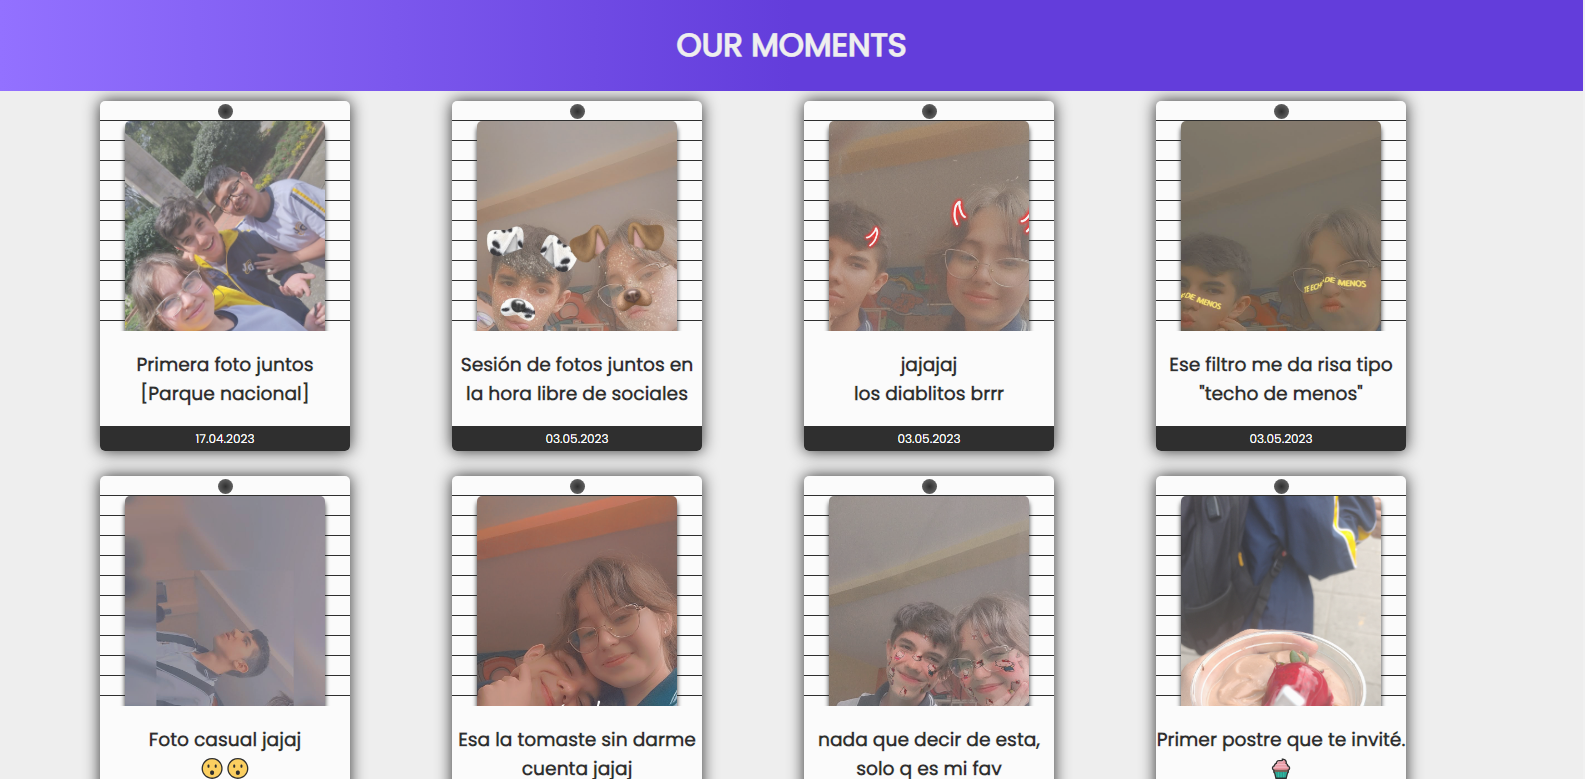 OUR MOMENTS
Primera foto juntos
[Parque nacional]
17.04.2023
Sesión de fotos juntos en
la hora libre de sociales
03.05.2023
jajajaj
los diablitos brrr
03.05.2023
DE MENOS
TE ECH DE MENOS
Ese filtro me da risa tipo
"techo de menos"
03.05.2023
Foto casual jajaj
😯😯
Esa la tomaste sin darme
cuenta jajaj
nada que decir de esta,
solo q es mi fav
Primer postre que te invité.
🧁